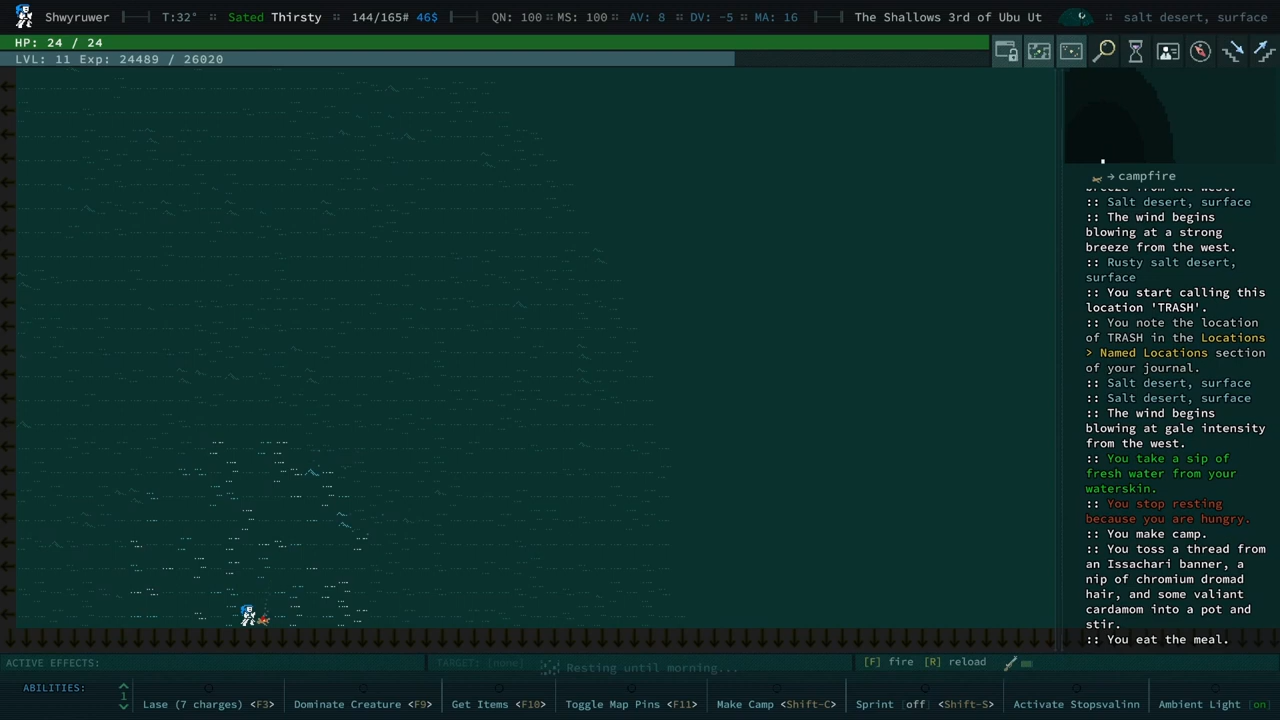 Shwyruwer T:32° Sated Thirsty 144/165# 46$ QN: 100 MS: 100 AV: 8 DV: -5 MA: 16 The Shallows 3rd of Ubu Ut salt desert, surface
HP: 24 / 24
LVL: 11 Exp: 24489 / 26020
→ campfire
breeze from the west.
:: Salt desert, surface
:: The wind begins
blowing at a strong
breeze from the west.
:: Rusty salt desert,
surface
:: You start calling this
location 'TRASH'.
:: You note the location
of TRASH in the Locations
> Named Locations section
of your journal.
:: Salt desert, surface
:: Salt desert, surface
:: The wind begins
blowing at gale intensity
from the west.
:: You take a sip of
fresh water from your
waterskin.
:: You stop resting
because you are hungry.
:: You make camp.
:: You toss a thread from
an Issachari banner, a
nip of chromium dromad
hair, and some valiant
cardamom into a pot and
stir.
:: You eat the meal.
ACTIVE EFFECTS: TARGET: [none] Resting until morning... [F] fire [R] reload
ABILITIES: 1 Lase (7 charges) <F3> Dominate Creature <F9> Get Items <F10> Toggle Map Pins <F11> Make Camp <Shift-C> Sprint [off] <Shift-S> Activate Stopsvalinn Ambient Light [on]